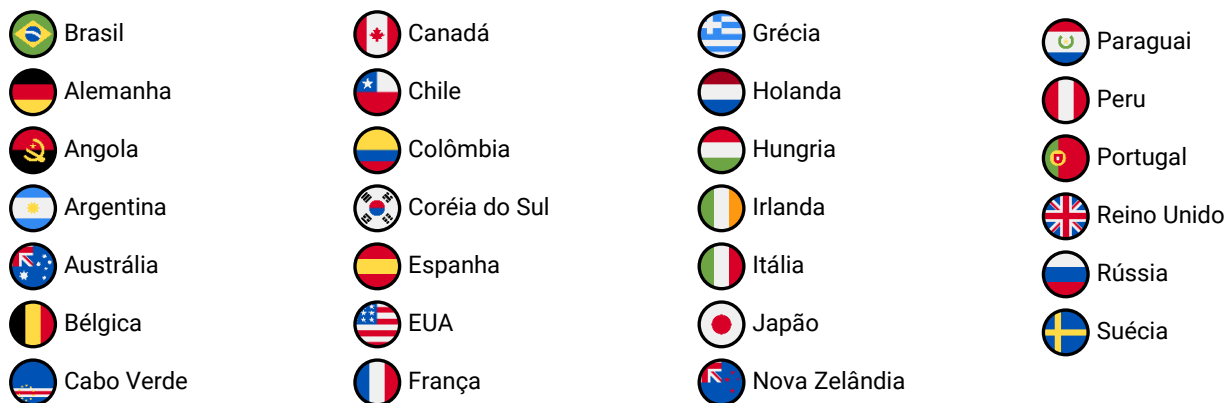 Brasil
Alemanha
Angola
Argentina
Austrália
Bélgica
Cabo Verde
Canadá
Chile
Colômbia
Coréia do Sul
Espanha
EUA
França
Grécia
Holanda
Hungria
Irlanda
Itália
Japão
Nova Zelândia
Paraguai
Peru
Portugal
Reino Unido
Rússia
Suécia